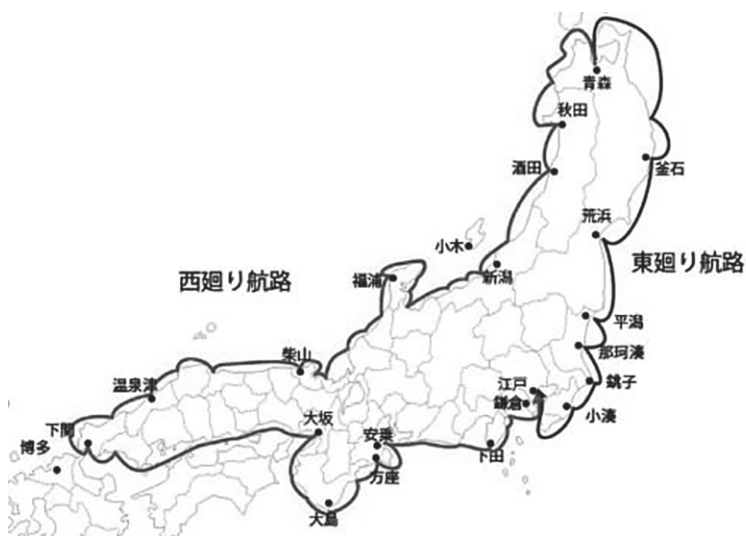 青森
秋田
酒田
釜石
荒浜
小木
新潟
東廻り航路
福浦
西廻り航路
平潟
那珂湊
柴山
温泉津
江戸
銚子
鎌倉
小湊
大坂
下関
安乗
博多
下田
方座
大島